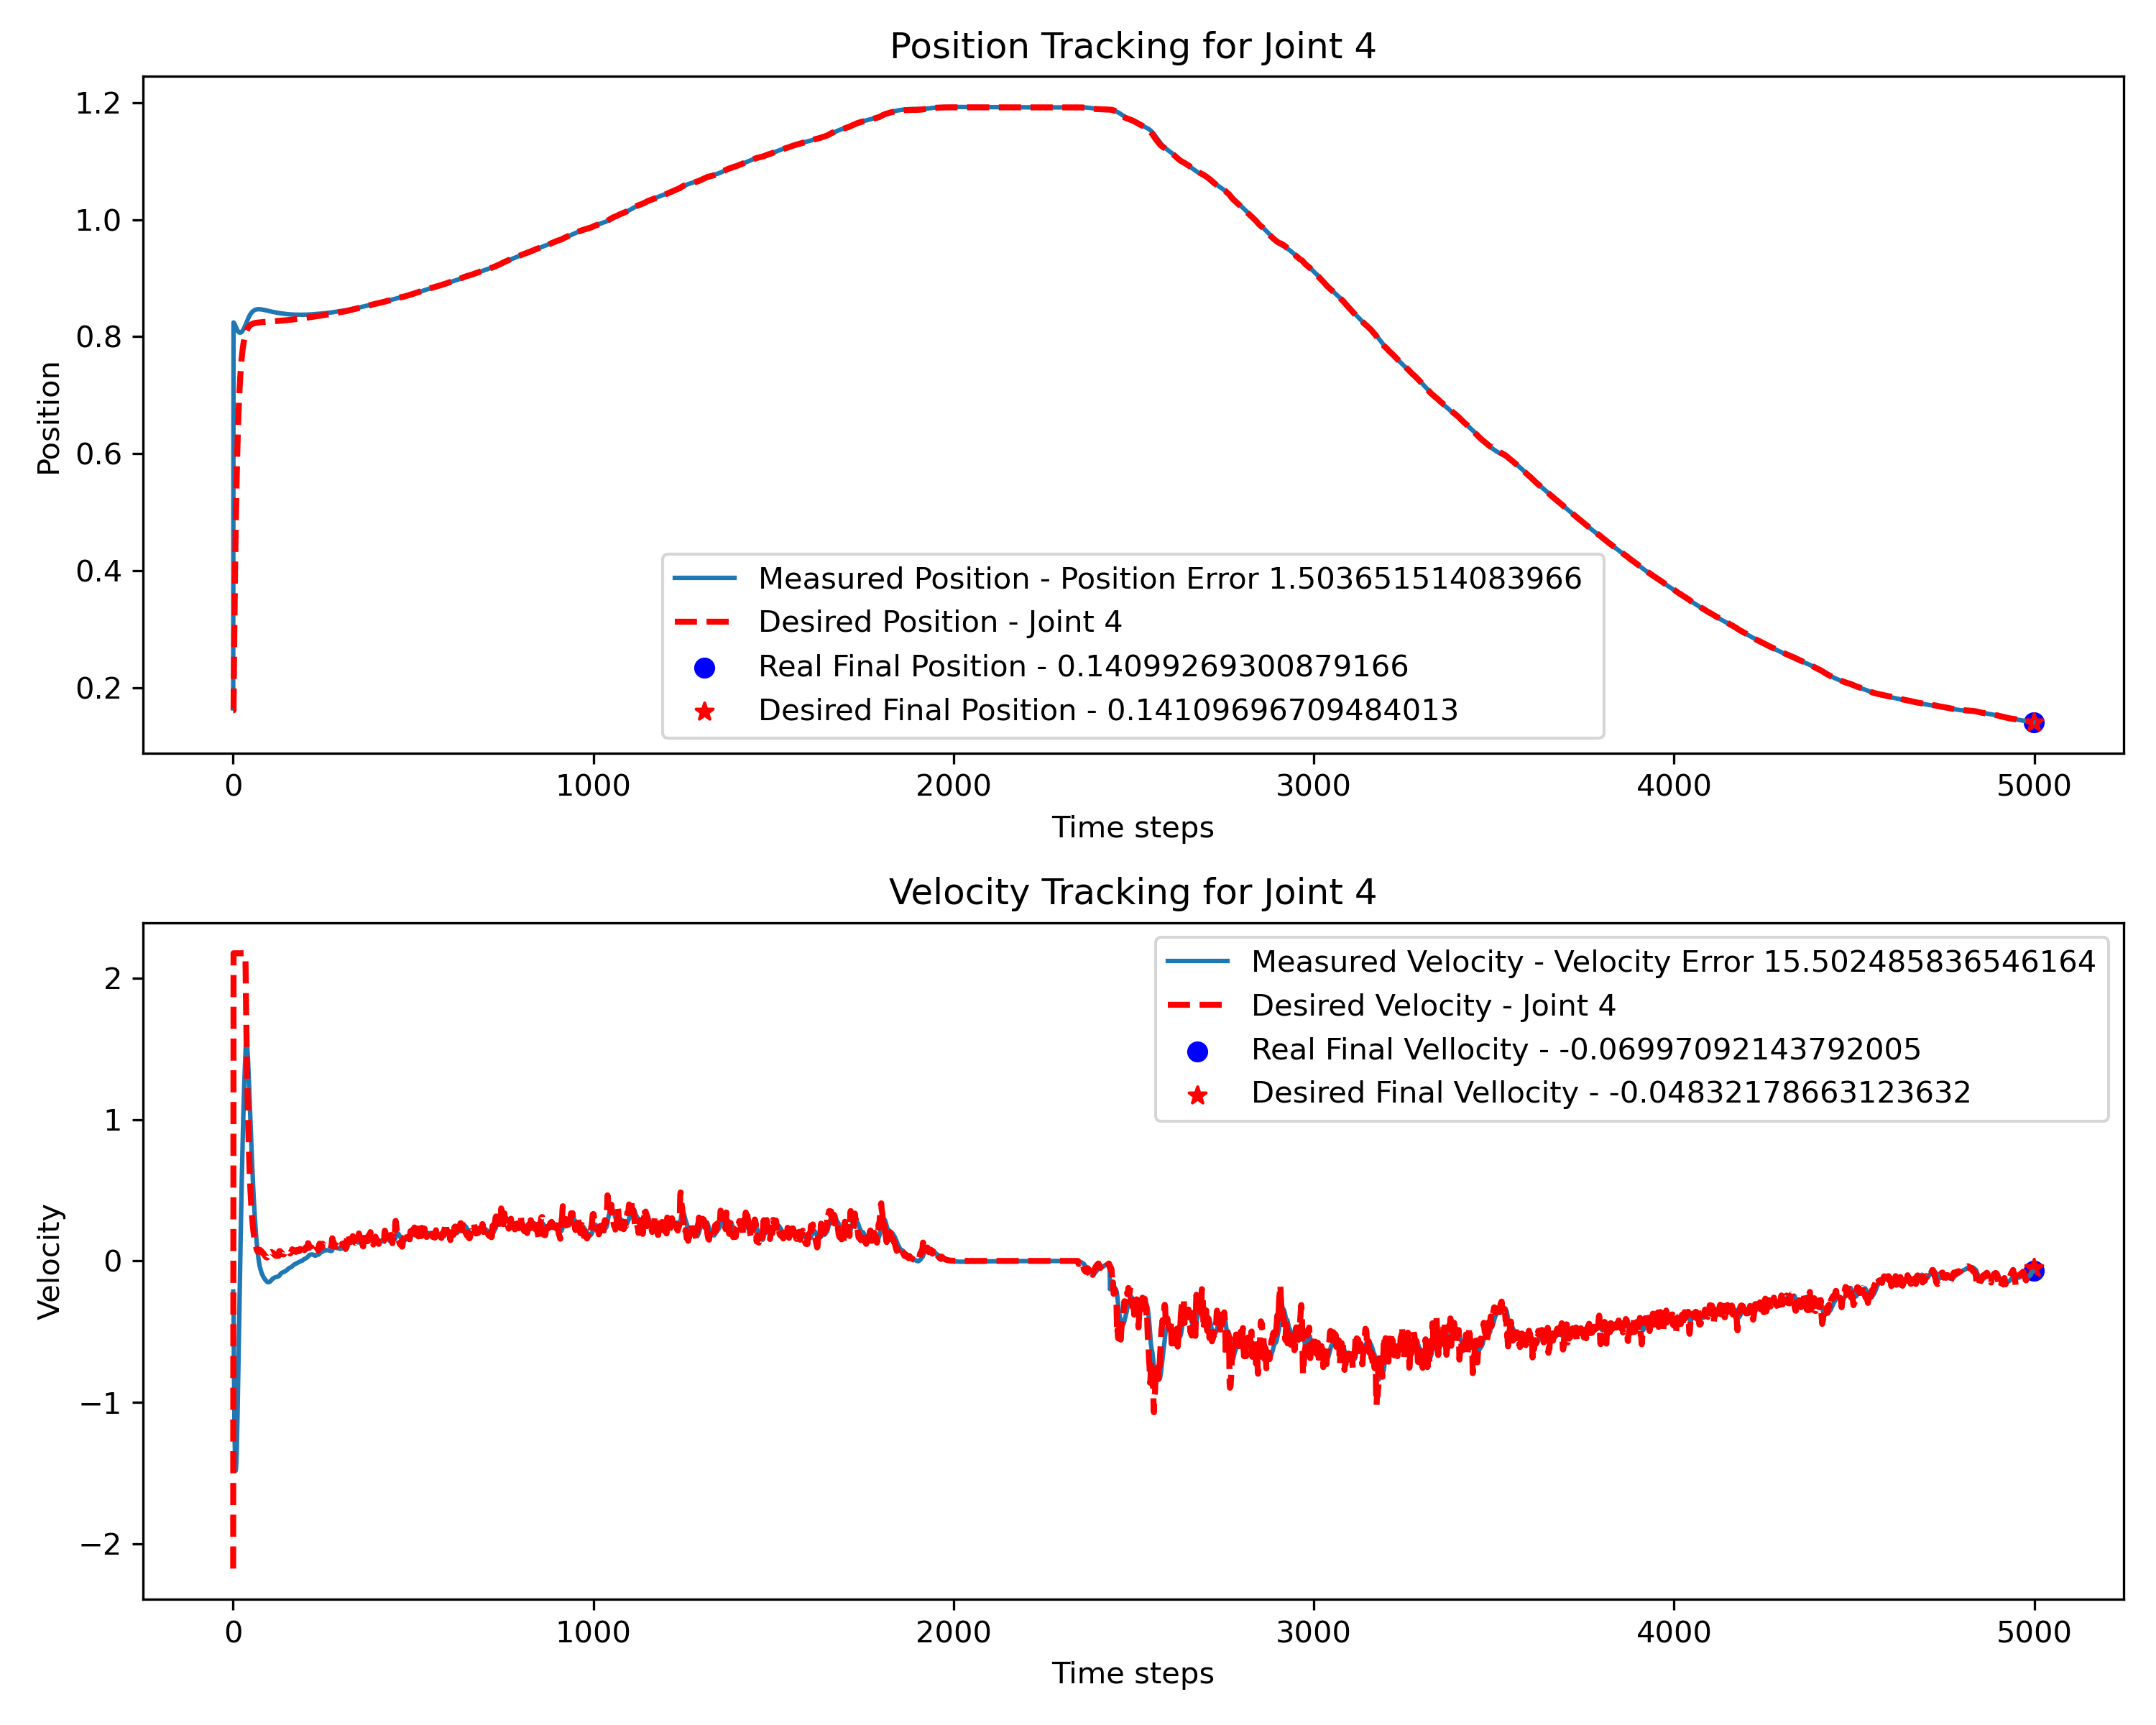 Position Tracking for Joint 4
1.2
1.0
0.8
0.6
0.4
0.2
Position
Measured Position - Position Error 1.503651514083966
Desired Position - Joint 4
Real Final Position - 0.14099269300879166
Desired Final Position - 0.14109696709484013
0 1000 2000 3000 4000 5000
Time steps
Velocity Tracking for Joint 4
2
1
0
−1
−2
Velocity
Measured Velocity - Velocity Error 15.502485836546164
Desired Velocity - Joint 4
Real Final Vellocity - -0.06997092143792005
Desired Final Vellocity - -0.04832178663123632
0 1000 2000 3000 4000 5000
Time steps